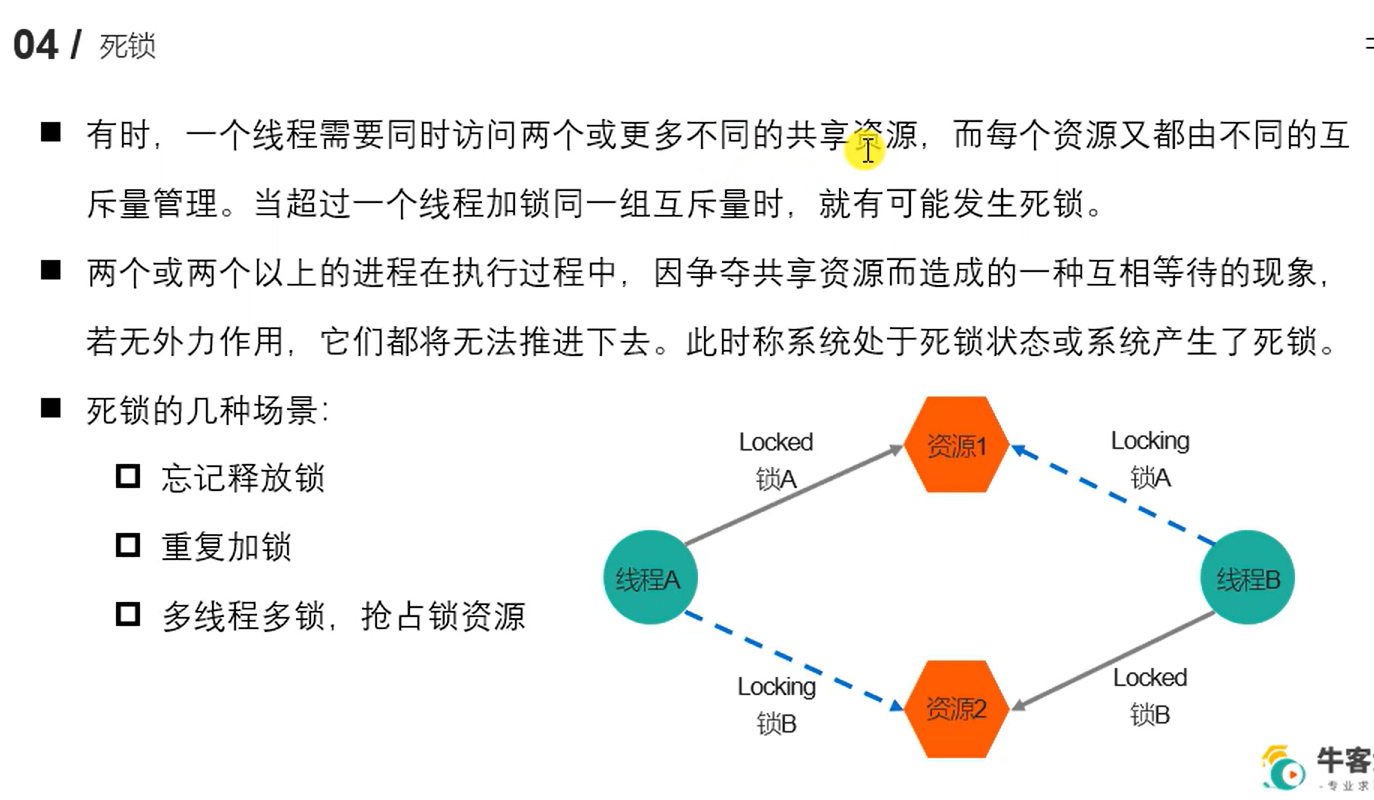 04 / 死锁
有时，一个线程需要同时访问两个或更多不同的共享资源，而每个资源又都由不同的互
斥量管理。当超过一个线程加锁同一组互斥量时，就有可能发生死锁。
两个或两个以上的进程在执行过程中，因争夺共享资源而造成的一种互相等待的现象，
若无外力作用，它们都将无法推进下去。此时称系统处于死锁状态或系统产生了死锁。
死锁的几种场景：
忘记释放锁
重复加锁
多线程多锁，抢占锁资源
Locked
锁A
资源1
Locking
锁A
线程A
线程B
Locking
锁B
资源2
Locked
锁B
牛客
-专业求